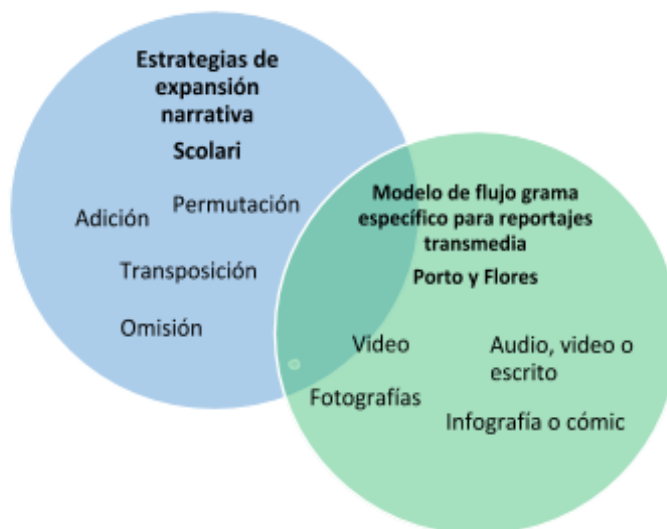 Estrategias de
expansión
narrativa
Scolari
Permutación
Adición
Transposición
Omisión
Modelo de flujo grama
específico para reportajes
transmedia
Porto y Flores
Video
Audio, video o
escrito
Fotografías
Infografía o cómic